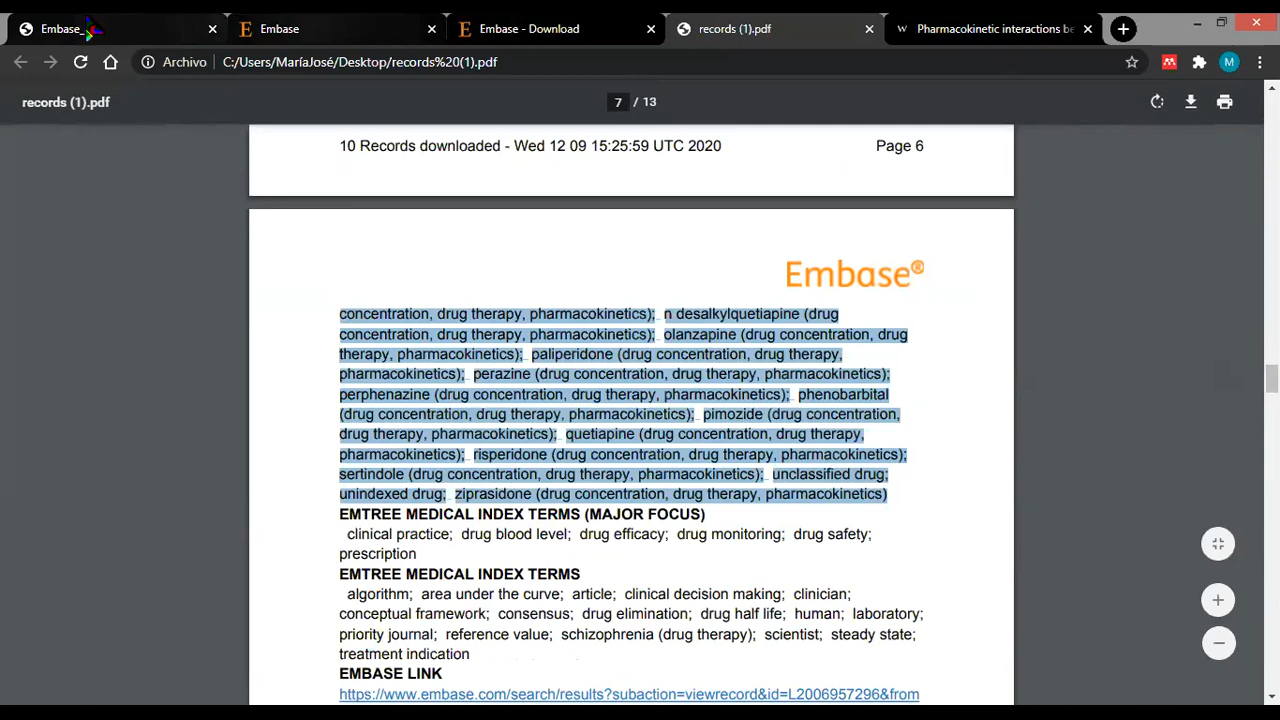 Embase_
Embase
Embase - Download
records (1).pdf
Pharmacokinetic interactions be
Archivo
C:/Users/MaríaJosé/Desktop/records%20(1).pdf
M
records (1).pdf
7 / 13
10 Records downloaded - Wed 12 09 15:25:59 UTC 2020
Page 6
Embase®
concentration, drug therapy, pharmacokinetics); n desalkylquetiapine (drug
concentration, drug therapy, pharmacokinetics); olanzapine (drug concentration, drug
therapy, pharmacokinetics); paliperidone (drug concentration, drug therapy,
pharmacokinetics); perazine (drug concentration, drug therapy, pharmacokinetics);
perphenazine (drug concentration, drug therapy, pharmacokinetics); phenobarbital
(drug concentration, drug therapy, pharmacokinetics); pimozide (drug concentration,
drug therapy, pharmacokinetics); quetiapine (drug concentration, drug therapy,
pharmacokinetics); risperidone (drug concentration, drug therapy, pharmacokinetics);
sertindole (drug concentration, drug therapy, pharmacokinetics); unclassified drug;
unindexed drug; ziprasidone (drug concentration, drug therapy, pharmacokinetics)
EMTREE MEDICAL INDEX TERMS (MAJOR FOCUS)
clinical practice; drug blood level; drug efficacy; drug monitoring; drug safety;
prescription
EMTREE MEDICAL INDEX TERMS
algorithm; area under the curve; article; clinical decision making; clinician;
conceptual framework; consensus; drug elimination; drug half life; human; laboratory;
priority journal; reference value; schizophrenia (drug therapy); scientist; steady state;
treatment indication
EMBASE LINK
https://www.embase.com/search/results?subaction=viewrecord&id=L2006957296&from